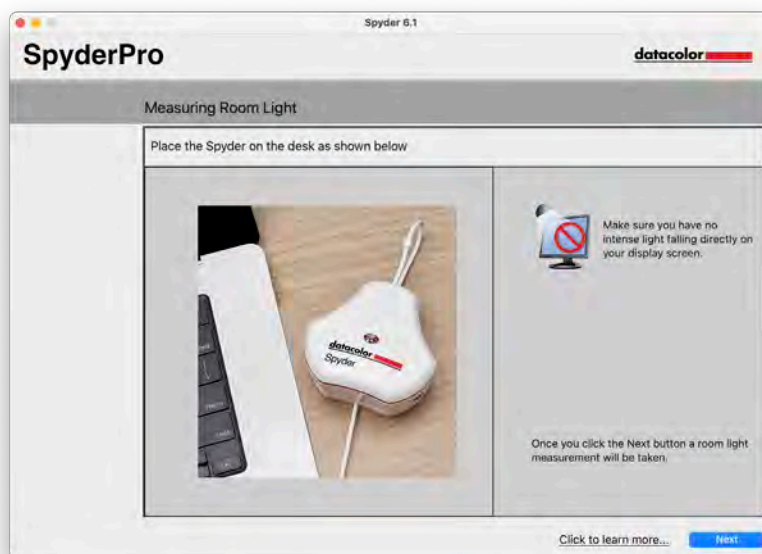 Spyder 6.1
SpyderPro
datacolor
Measuring Room Light
Place the Spyder on the desk as shown below
datacolor
Spyder
Make sure you have no
intense light falling directly on
your display screen.
Once you click the Next button a room light
measurement will be taken.
Click to learn more...
Next